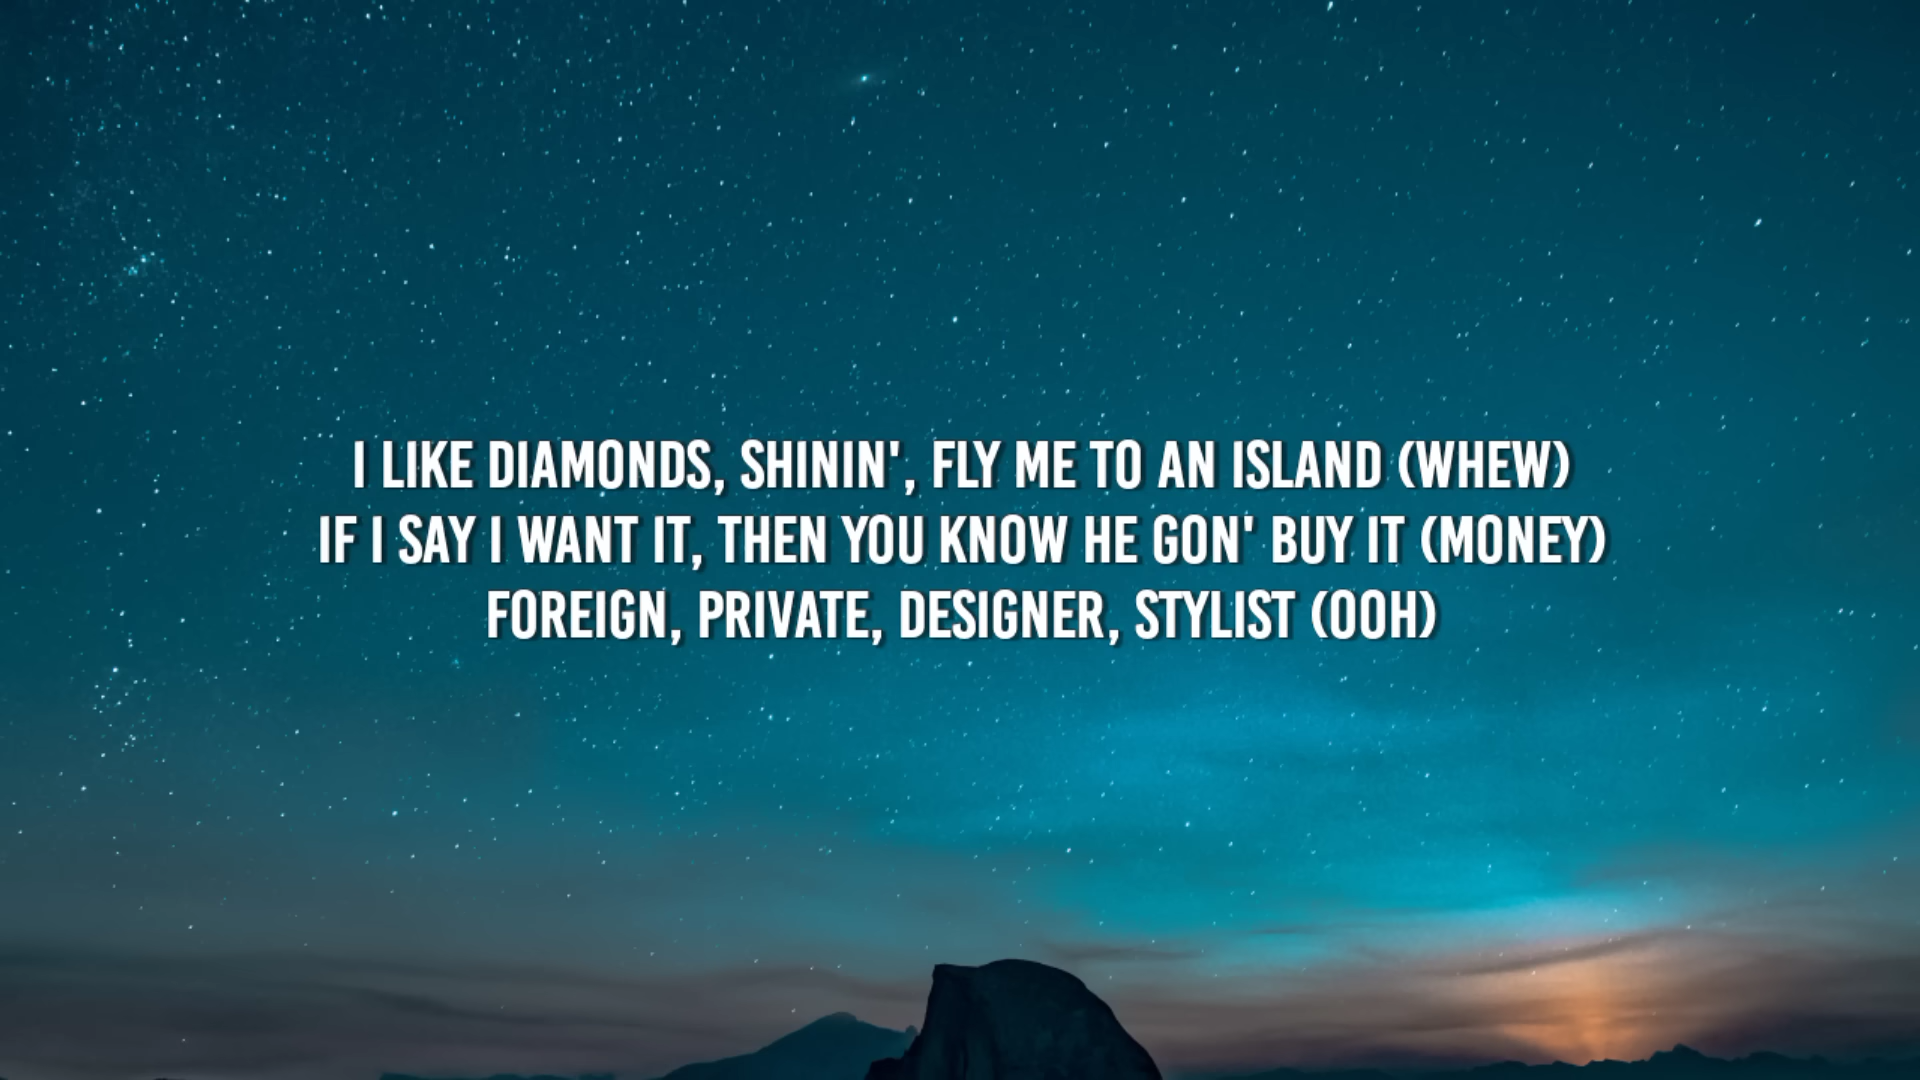 I LIKE DIAMONDS, SHININ', FLY ME TO AN ISLAND (WHEW)
IF I SAY I WANT IT, THEN YOU KNOW HE GON' BUY IT (MONEY)
FOREIGN, PRIVATE, DESIGNER, STYLIST (OOH)